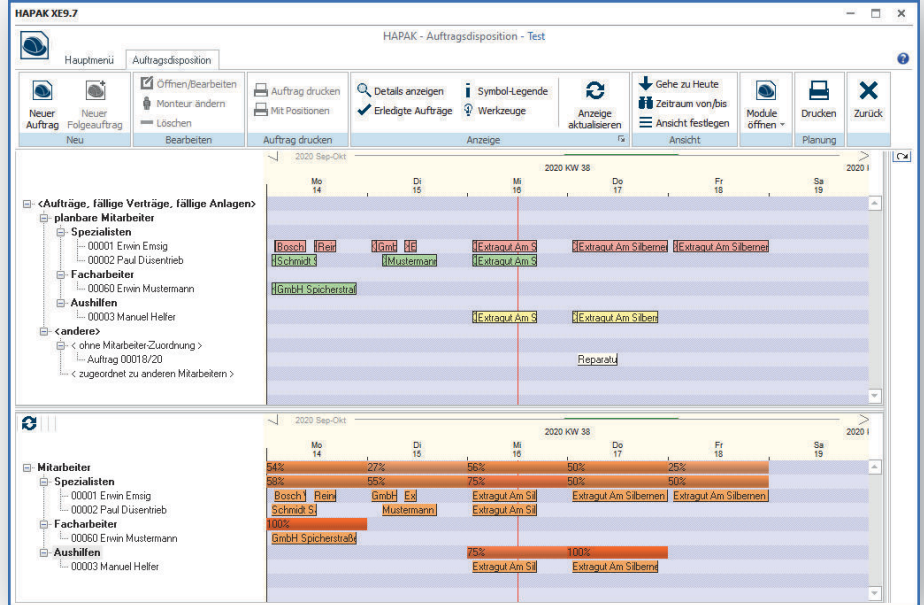 HAPAK XE9.7
HAPAK - Auftragsdisposition - Test
Hauptmenü Auftragsdisposition
Neuer Auftrag
Neuer Folgeauftrag
Neu
Öffnen/Bearbeiten
Monteur ändern
Löschen
Bearbeiten
Auftrag drucken
Mit Positionen
Auftrag drucken
Details anzeigen
Erledigte Aufträge
Symbol-Legende
Werkzeuge
Anzeige aktualisieren
Anzeige
Gehe zu Heute
Zeitraum von/bis
Ansicht festlegen
Ansicht
Module öffnen
Drucken
Planung
Zurück
2020 Sep-Okt
2020 KW 38 2020
Mo Di Mi Do Fr Sa
14 15 16 17 18 19
<Aufträge, fällige Verträge, fällige Anlagen>
planbare Mitarbeiter
Spezialisten
00001 Erwin Emsig Bosch Rein GmbH E Extragut Am S Extragut Am Silberner Extragut Am Silberner
00002 Paul Düsentrieb Schmidt S Mustermann Extragut Am S
Facharbeiter
00060 Erwin Mustermann GmbH Spicherstraß
Aushilfen
00003 Manuel Helfer Extragut Am S Extragut Am Silbern
<andere>
< ohne Mitarbeiter-Zuordnung >
Auftrag 00018/20 Reparatu
< zugeordnet zu anderen Mitarbeitern >
2020 Sep-Okt
2020 KW 38 2020
Mo Di Mi Do Fr Sa
14 15 16 17 18 19
Mitarbeiter 54% 27% 56% 50% 25%
Spezialisten 58% 55% 75% 50% 50%
00001 Erwin Emsig Bosch Rein GmbH Ex Extragut Am Sil Extragut Am Silbernen Extragut Am Silbernen
00002 Paul Düsentrieb Schmidt S Mustermann Extragut Am Sil
Facharbeiter 100%
00060 Erwin Mustermann GmbH Spicherstraße
Aushilfen 75% 100%
00003 Manuel Helfer Extragut Am Sil Extragut Am Silberne